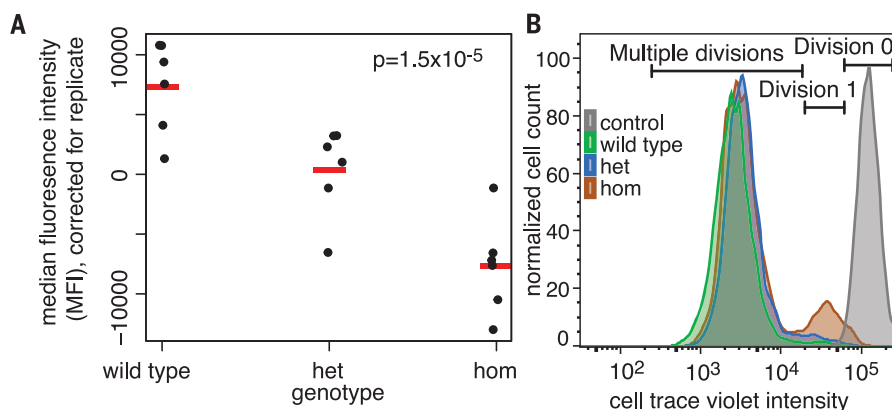 A
median fluoresence intensity
(MFI), corrected for replicate
10000
0
−10000
p=1.5x10-5
wild type
het
hom
genotype
B
normalized cell count
100
80
60
40
20
0
Multiple divisions
Division 0
Division 1
control
wild type
het
hom
10²
10³
10⁴
10⁵
cell trace violet intensity